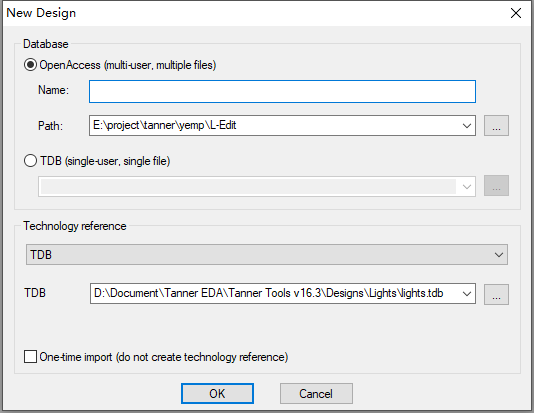 New Design
Database
OpenAccess (multi-user, multiple files)
Name:
Path:
E:\project\tanner\yemp\L-Edit
...
TDB (single-user, single file)
...
Technology reference
TDB
TDB
D:\Document\Tanner EDA\Tanner Tools v16.3\Designs\Lights\lights.tdb
...
One-time import (do not create technology reference)
OK
Cancel